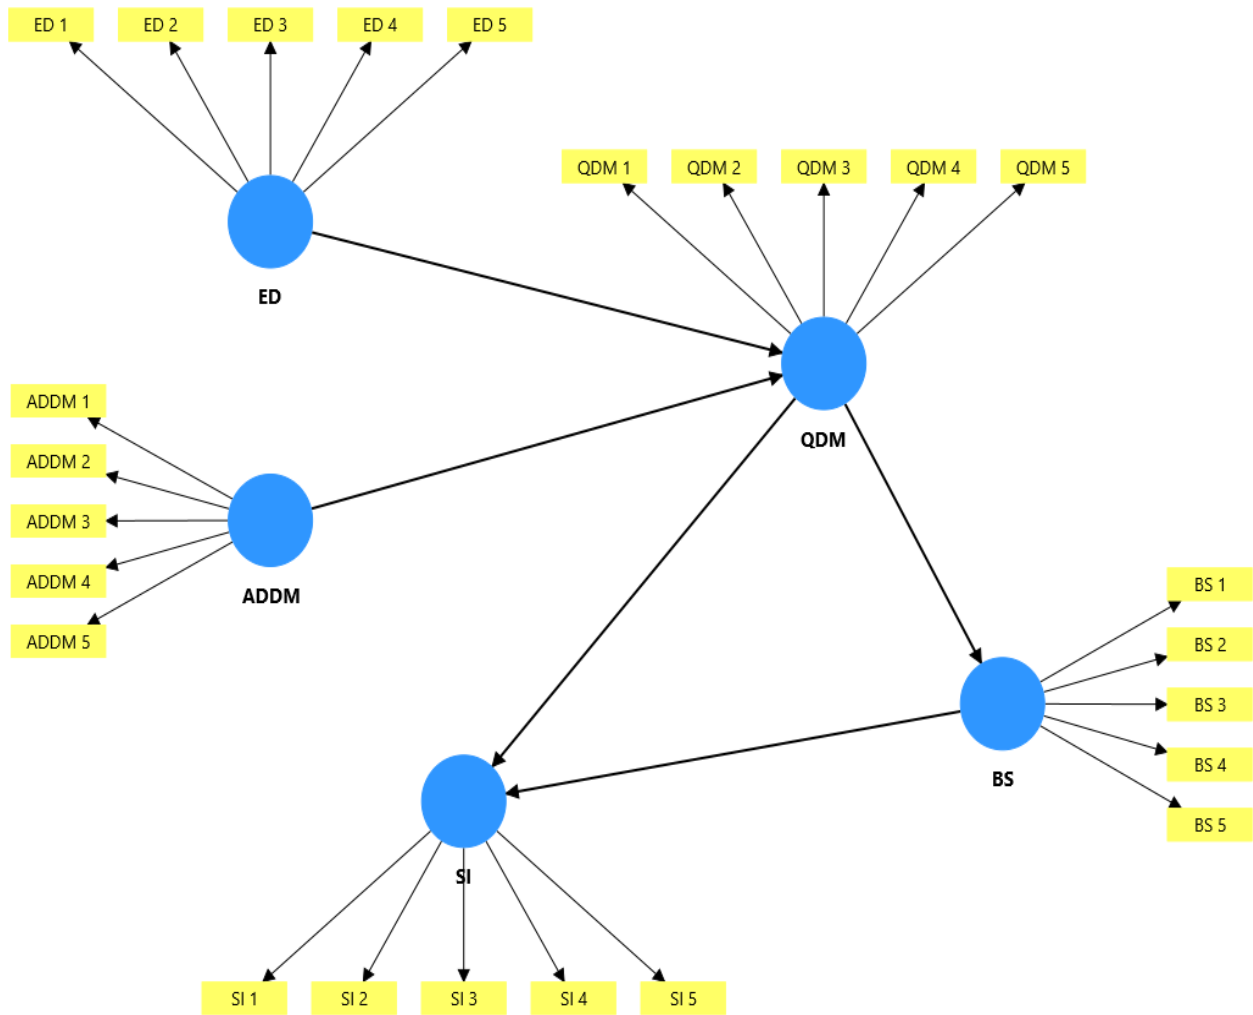 ED 1
ED 2
ED 3
ED 4
ED 5
QDM 1
QDM 2
QDM 3
QDM 4
QDM 5
ED
ADDM 1
ADDM 2
ADDM 3
ADDM 4
ADDM 5
ADDM
QDM
BS 1
BS 2
BS 3
BS 4
BS 5
BS
SI
SI 1
SI 2
SI 3
SI 4
SI 5